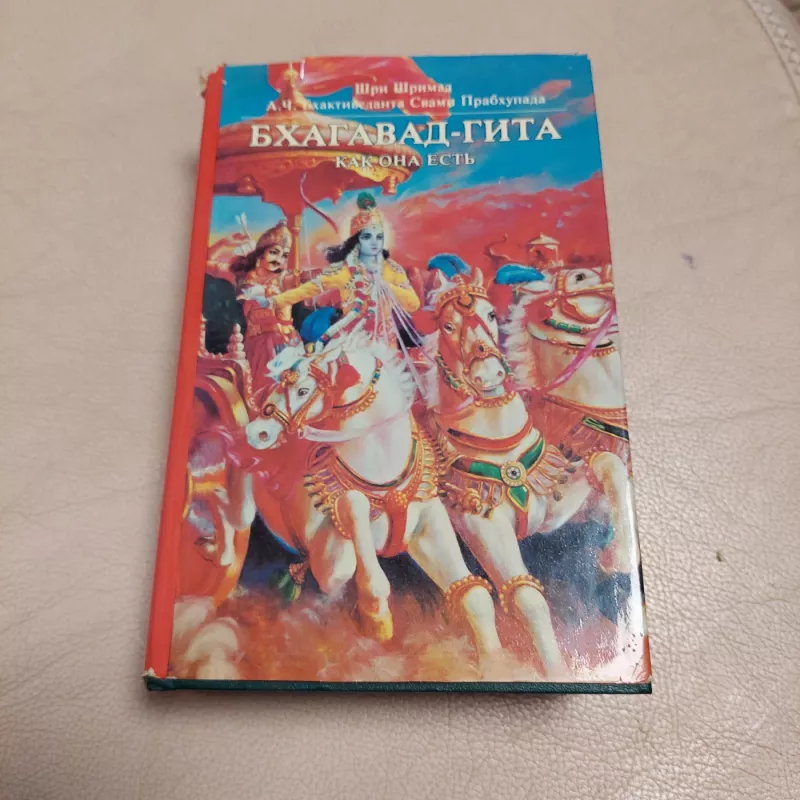 Шри Шримад
А.Ч. Бхактиведанта Свами Прабхупада
БХАГАВАД-ГИТА
КАК ОНА ЕСТЬ